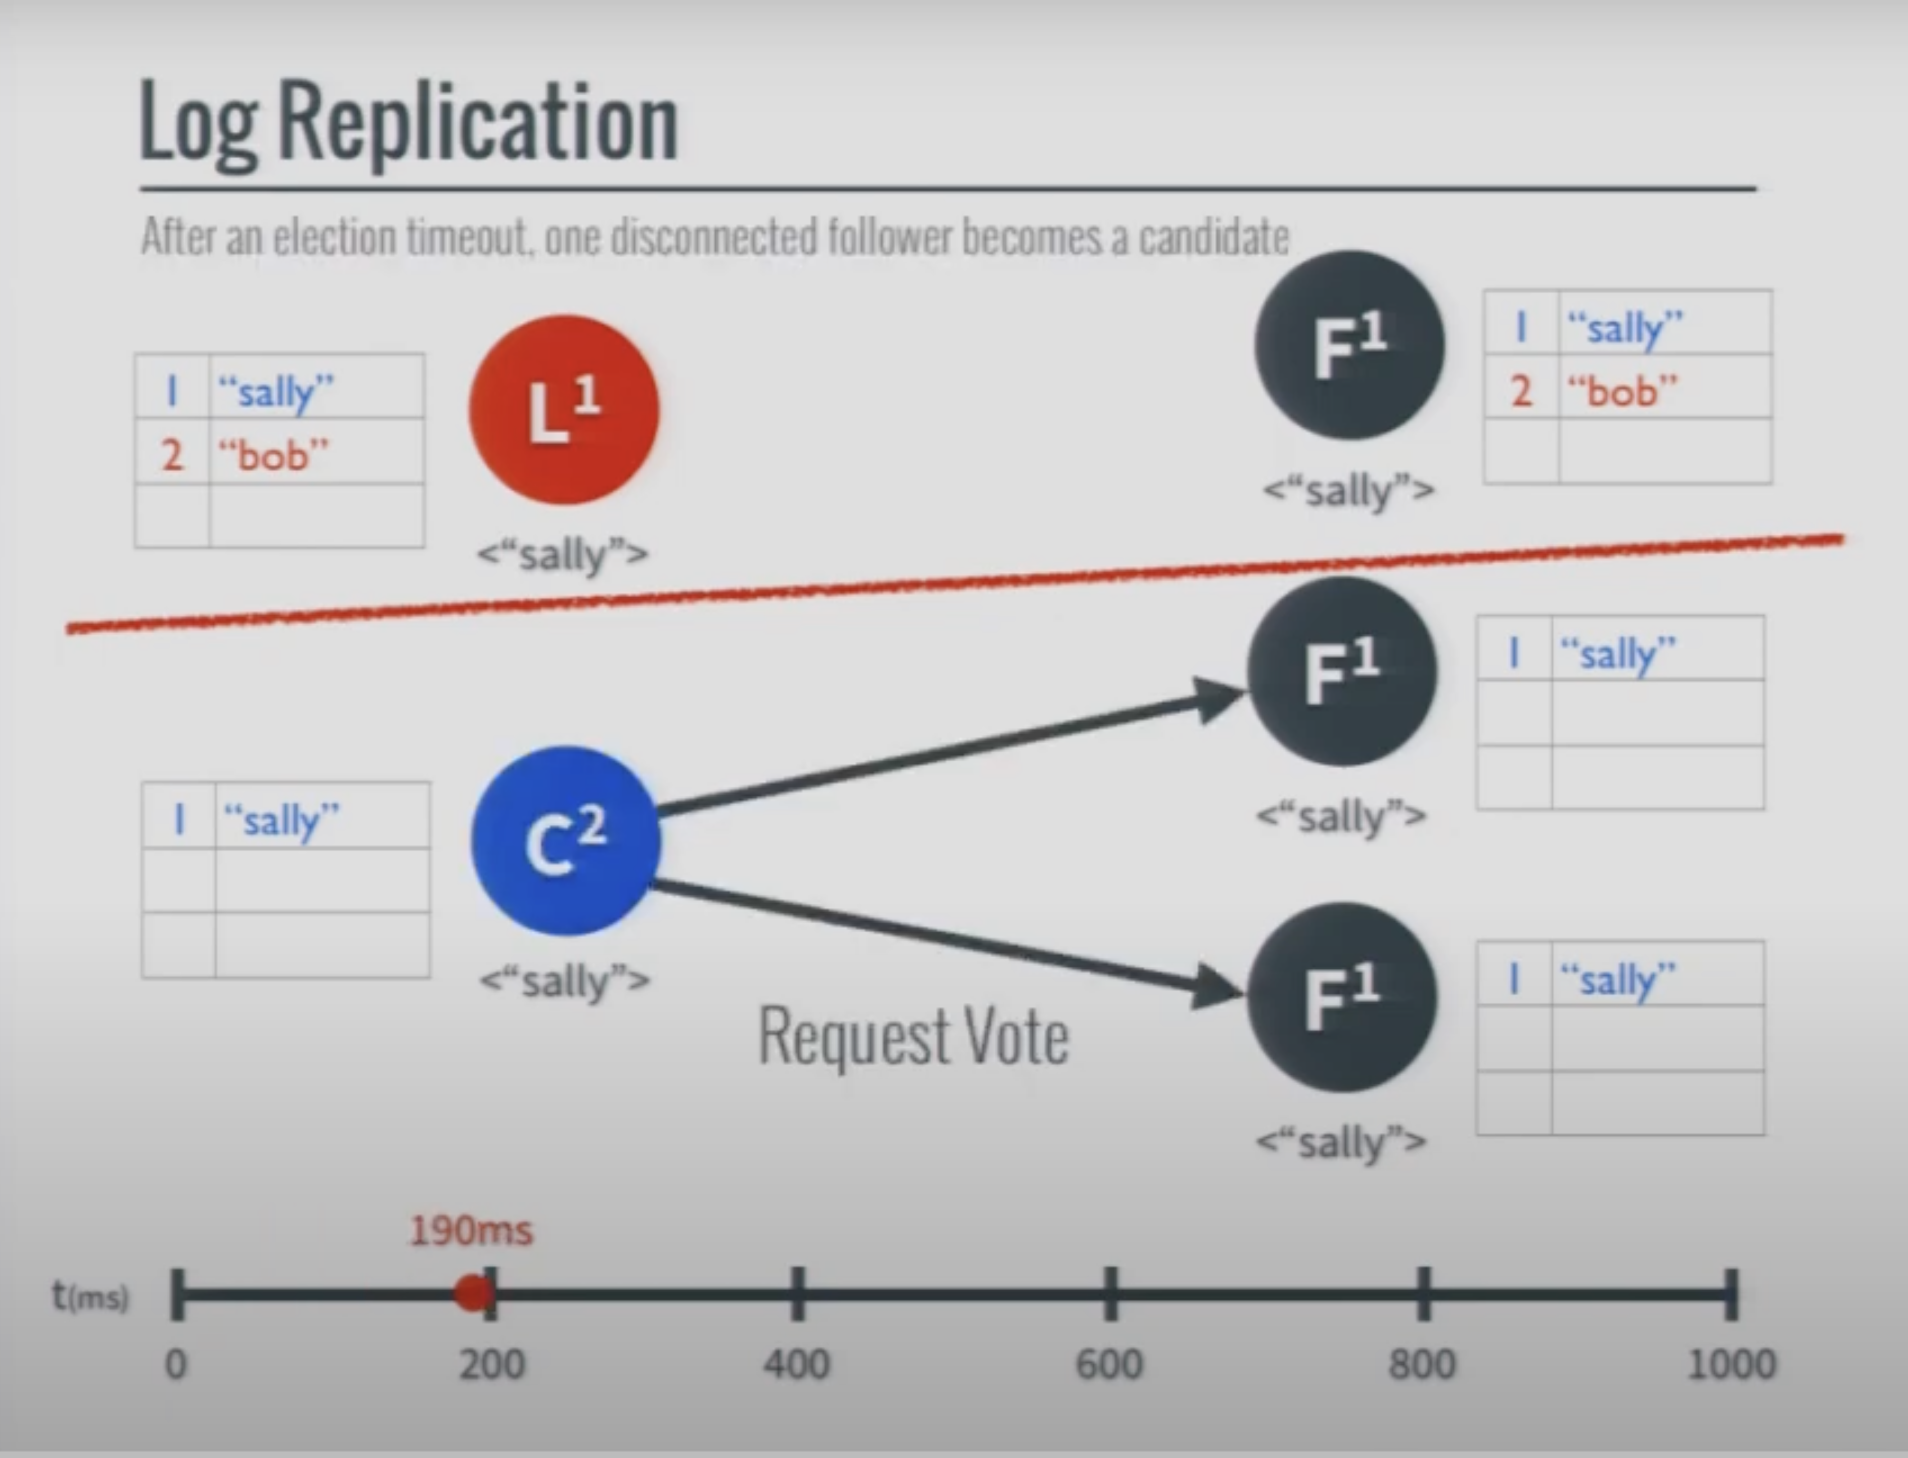 Log Replication
After an election timeout, one disconnected follower becomes a candidate
1 “sally”
2 “bob”
L¹
<“sally”>
F¹
<“sally”>
1 “sally”
2 “bob”
1 “sally”
C²
<“sally”>
F¹
<“sally”>
1 “sally”
Request Vote
F¹
<“sally”>
1 “sally”
190ms
t(ms)
0 200 400 600 800 1000